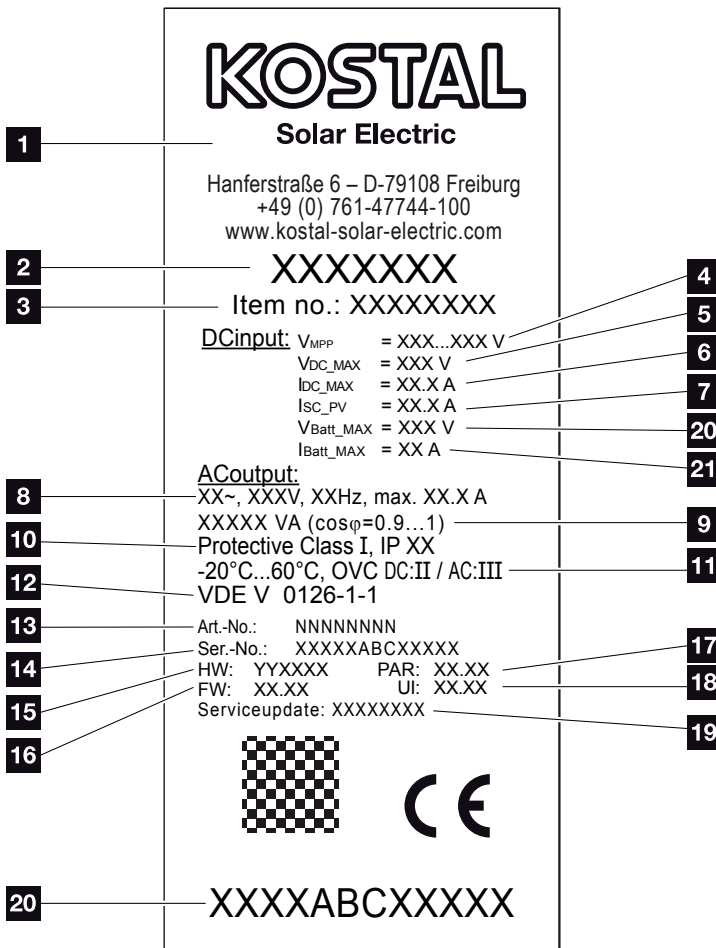 KOSTAL
Solar Electric
1
Hanferstraße 6 – D-79108 Freiburg
+49 (0) 761-47744-100
www.kostal-solar-electric.com
2 XXXXXXX 4
3 Item no.: XXXXXXXX 5
DCinput: VMPP = XXX...XXX V 6
VDC_MAX = XXX V
IDC_MAX = XX.X A 7
ISC_PV = XX.X A
VBatt_MAX = XXX V 20
IBatt_MAX = XX A 21
ACoutput:
8 XX~, XXXV, XXHz, max. XX.X A
XXXXX VA (cosφ=0.9...1) 9
10 Protective Class I, IP XX
-20°C...60°C, OVC DC:II / AC:III 11
12 VDE V 0126-1-1
13 Art.-No.: NNNNNNNN
14 Ser.-No.: XXXXXABCXXXXX 17
15 HW: YYXXXX PAR: XX.XX 18
16 FW: XX.XX UI: XX.XX
Serviceupdate: XXXXXXXX 19
CE
20 XXXXABCXXXXX